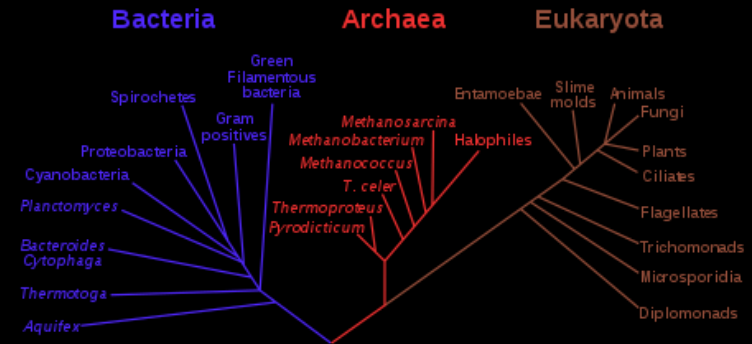 Bacteria
Archaea
Eukaryota
Green
Filamentous
bacteria
Spirochetes
Gram
positives
Proteobacteria
Cyanobacteria
Planctomyces
Bacteroides
Cytophaga
Thermotoga
Aquifex
Methanosarcina
Methanobacterium
Halophiles
Methanococcus
T. celer
Thermoproteus
Pyrodicticum
Entamoebae
Slime
molds
Animals
Fungi
Plants
Ciliates
Flagellates
Trichomonads
Microsporidia
Diplomonads